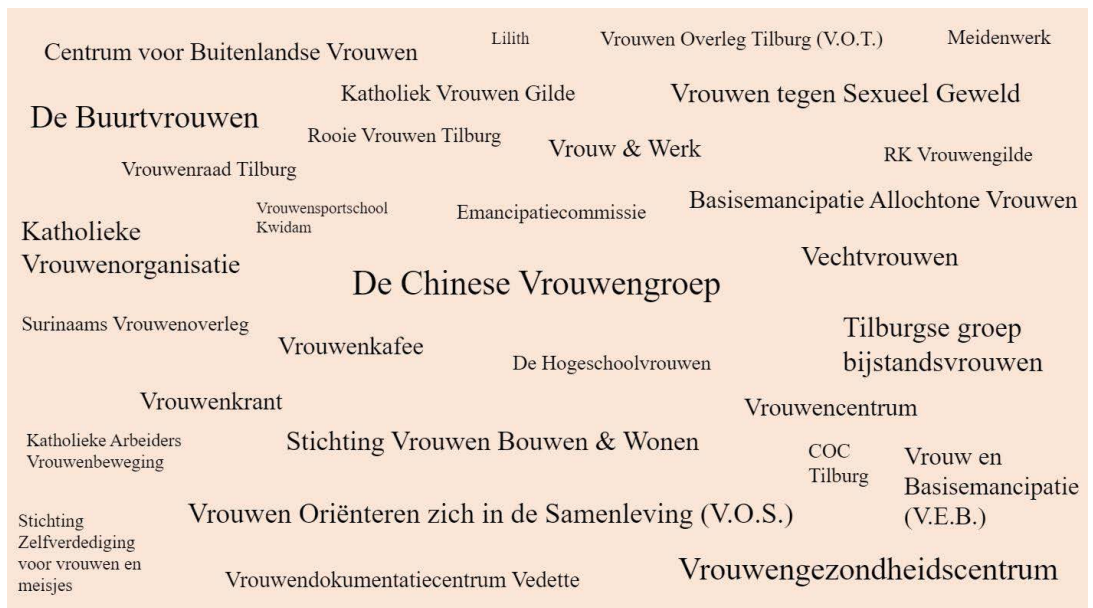 Centrum voor Buitenlandse Vrouwen
Lilith
Vrouwen Overleg Tilburg (V.O.T.)
Meidenwerk
Katholiek Vrouwen Gilde
Vrouwen tegen Sexueel Geweld
De Buurtvrouwen
Rooie Vrouwen Tilburg
Vrouw & Werk
RK Vrouwengilde
Vrouwenraad Tilburg
Basisemancipatie Allochtone Vrouwen
Vrouwensportschool
Kwidam
Emancipatiecommissie
Katholieke
Vrouwenorganisatie
Vechtvrouwen
De Chinese Vrouwengroep
Surinaams Vrouwenoverleg
Tilburgse groep
bijstandsvrouwen
Vrouwenkafee
De Hogeschoolvrouwen
Vrouwenkrant
Vrouwencentrum
Katholieke Arbeiders
Vrouwenbeweging
Stichting Vrouwen Bouwen & Wonen
COC
Tilburg
Vrouw en
Basisemancipatie
(V.E.B.)
Vrouwen Oriënteren zich in de Samenleving (V.O.S.)
Stichting
Zelfverdediging
voor vrouwen en
meisjes
Vrouwendokumentatiecentrum Vedette
Vrouwengezondheidscentrum